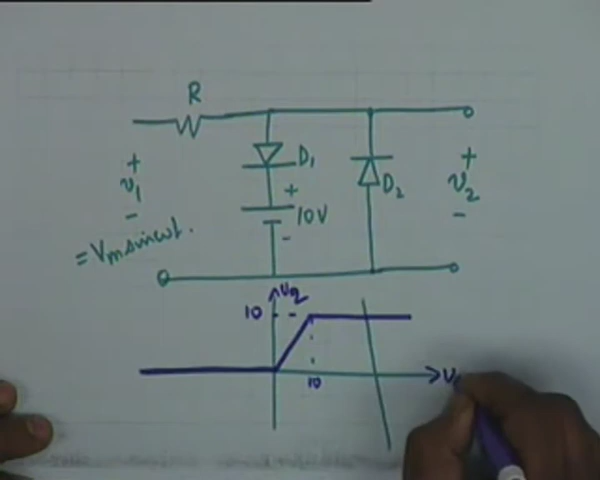 R
+
v₁
-
= Vm sin ωt.
D₁
+
10V
-
D₂
+
v₂
-
v₂
10
10